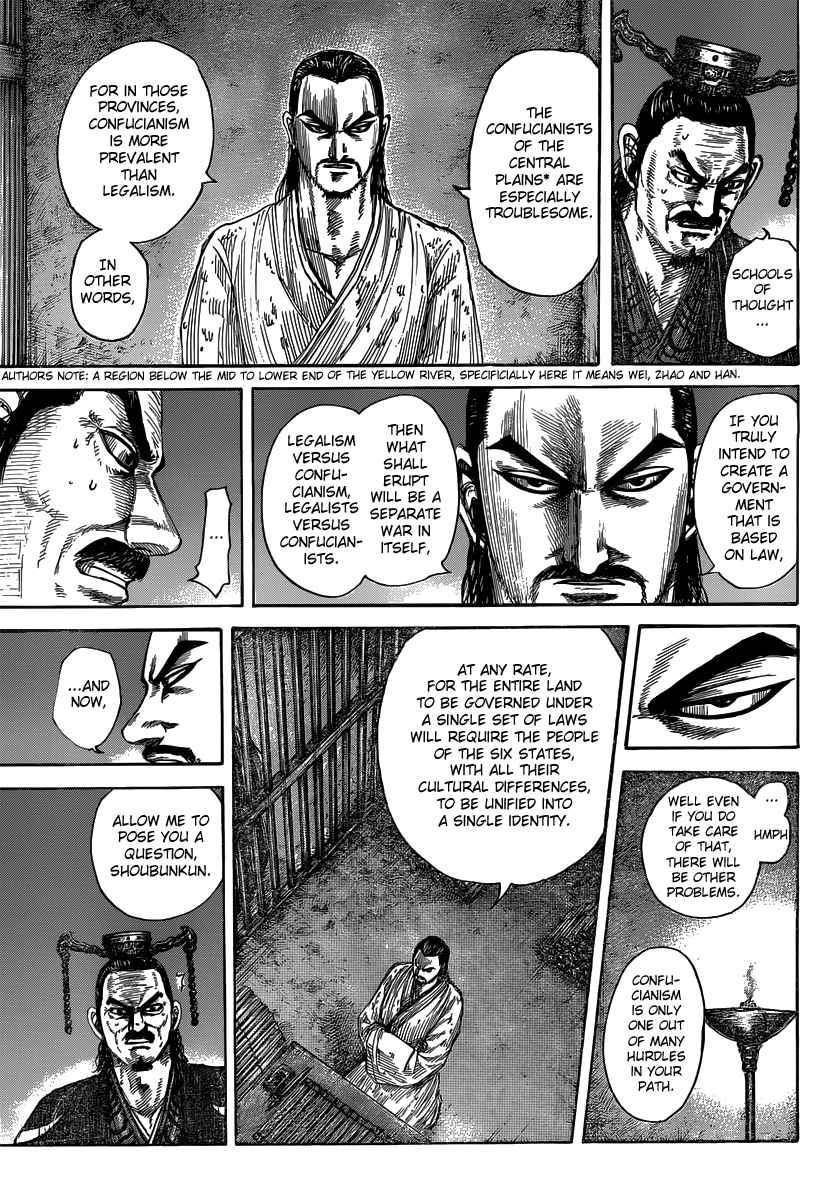 SCHOOLS
OF
THOUGHT
...
THE
CONFUCIANISTS
OF THE
CENTRAL
PLAINS* ARE
ESPECIALLY
TROUBLESOME.
FOR IN THOSE
PROVINCES,
CONFUCIANISM
IS MORE
PREVALENT
THAN
LEGALISM.
IN
OTHER
WORDS,
AUTHORS NOTE: A REGION BELOW THE MID TO LOWER END OF THE YELLOW RIVER, SPECIFICIALLY HERE IT MEANS WEI, ZHAO AND HAN.
IF YOU
TRULY
INTEND TO
CREATE A
GOVERN-
MENT
THAT IS
BASED
ON LAW,
THEN
WHAT
SHALL
ERUPT
WILL BE A
SEPARATE
WAR IN
ITSELF,
LEGALISM
VERSUS
CONFU-
CIANISM,
LEGALISTS
VERSUS
CONFUCIAN-
ISTS.
...
...
HMPH
WELL EVEN
IF YOU DO
TAKE CARE
OF THAT,
THERE WILL
BE OTHER
PROBLEMS.
CONFU-
CIANISM
IS ONLY
ONE OUT
OF MANY
HURDLES
IN YOUR
PATH.
AT ANY RATE,
FOR THE ENTIRE LAND
TO BE GOVERNED UNDER
A SINGLE SET OF LAWS
WILL REQUIRE THE PEOPLE
OF THE SIX STATES,
WITH ALL THEIR
CULTURAL DIFFERENCES,
TO BE UNIFIED INTO
A SINGLE IDENTITY.
...AND
NOW,
ALLOW ME TO
POSE YOU A
QUESTION,
SHOUBUNKUN.